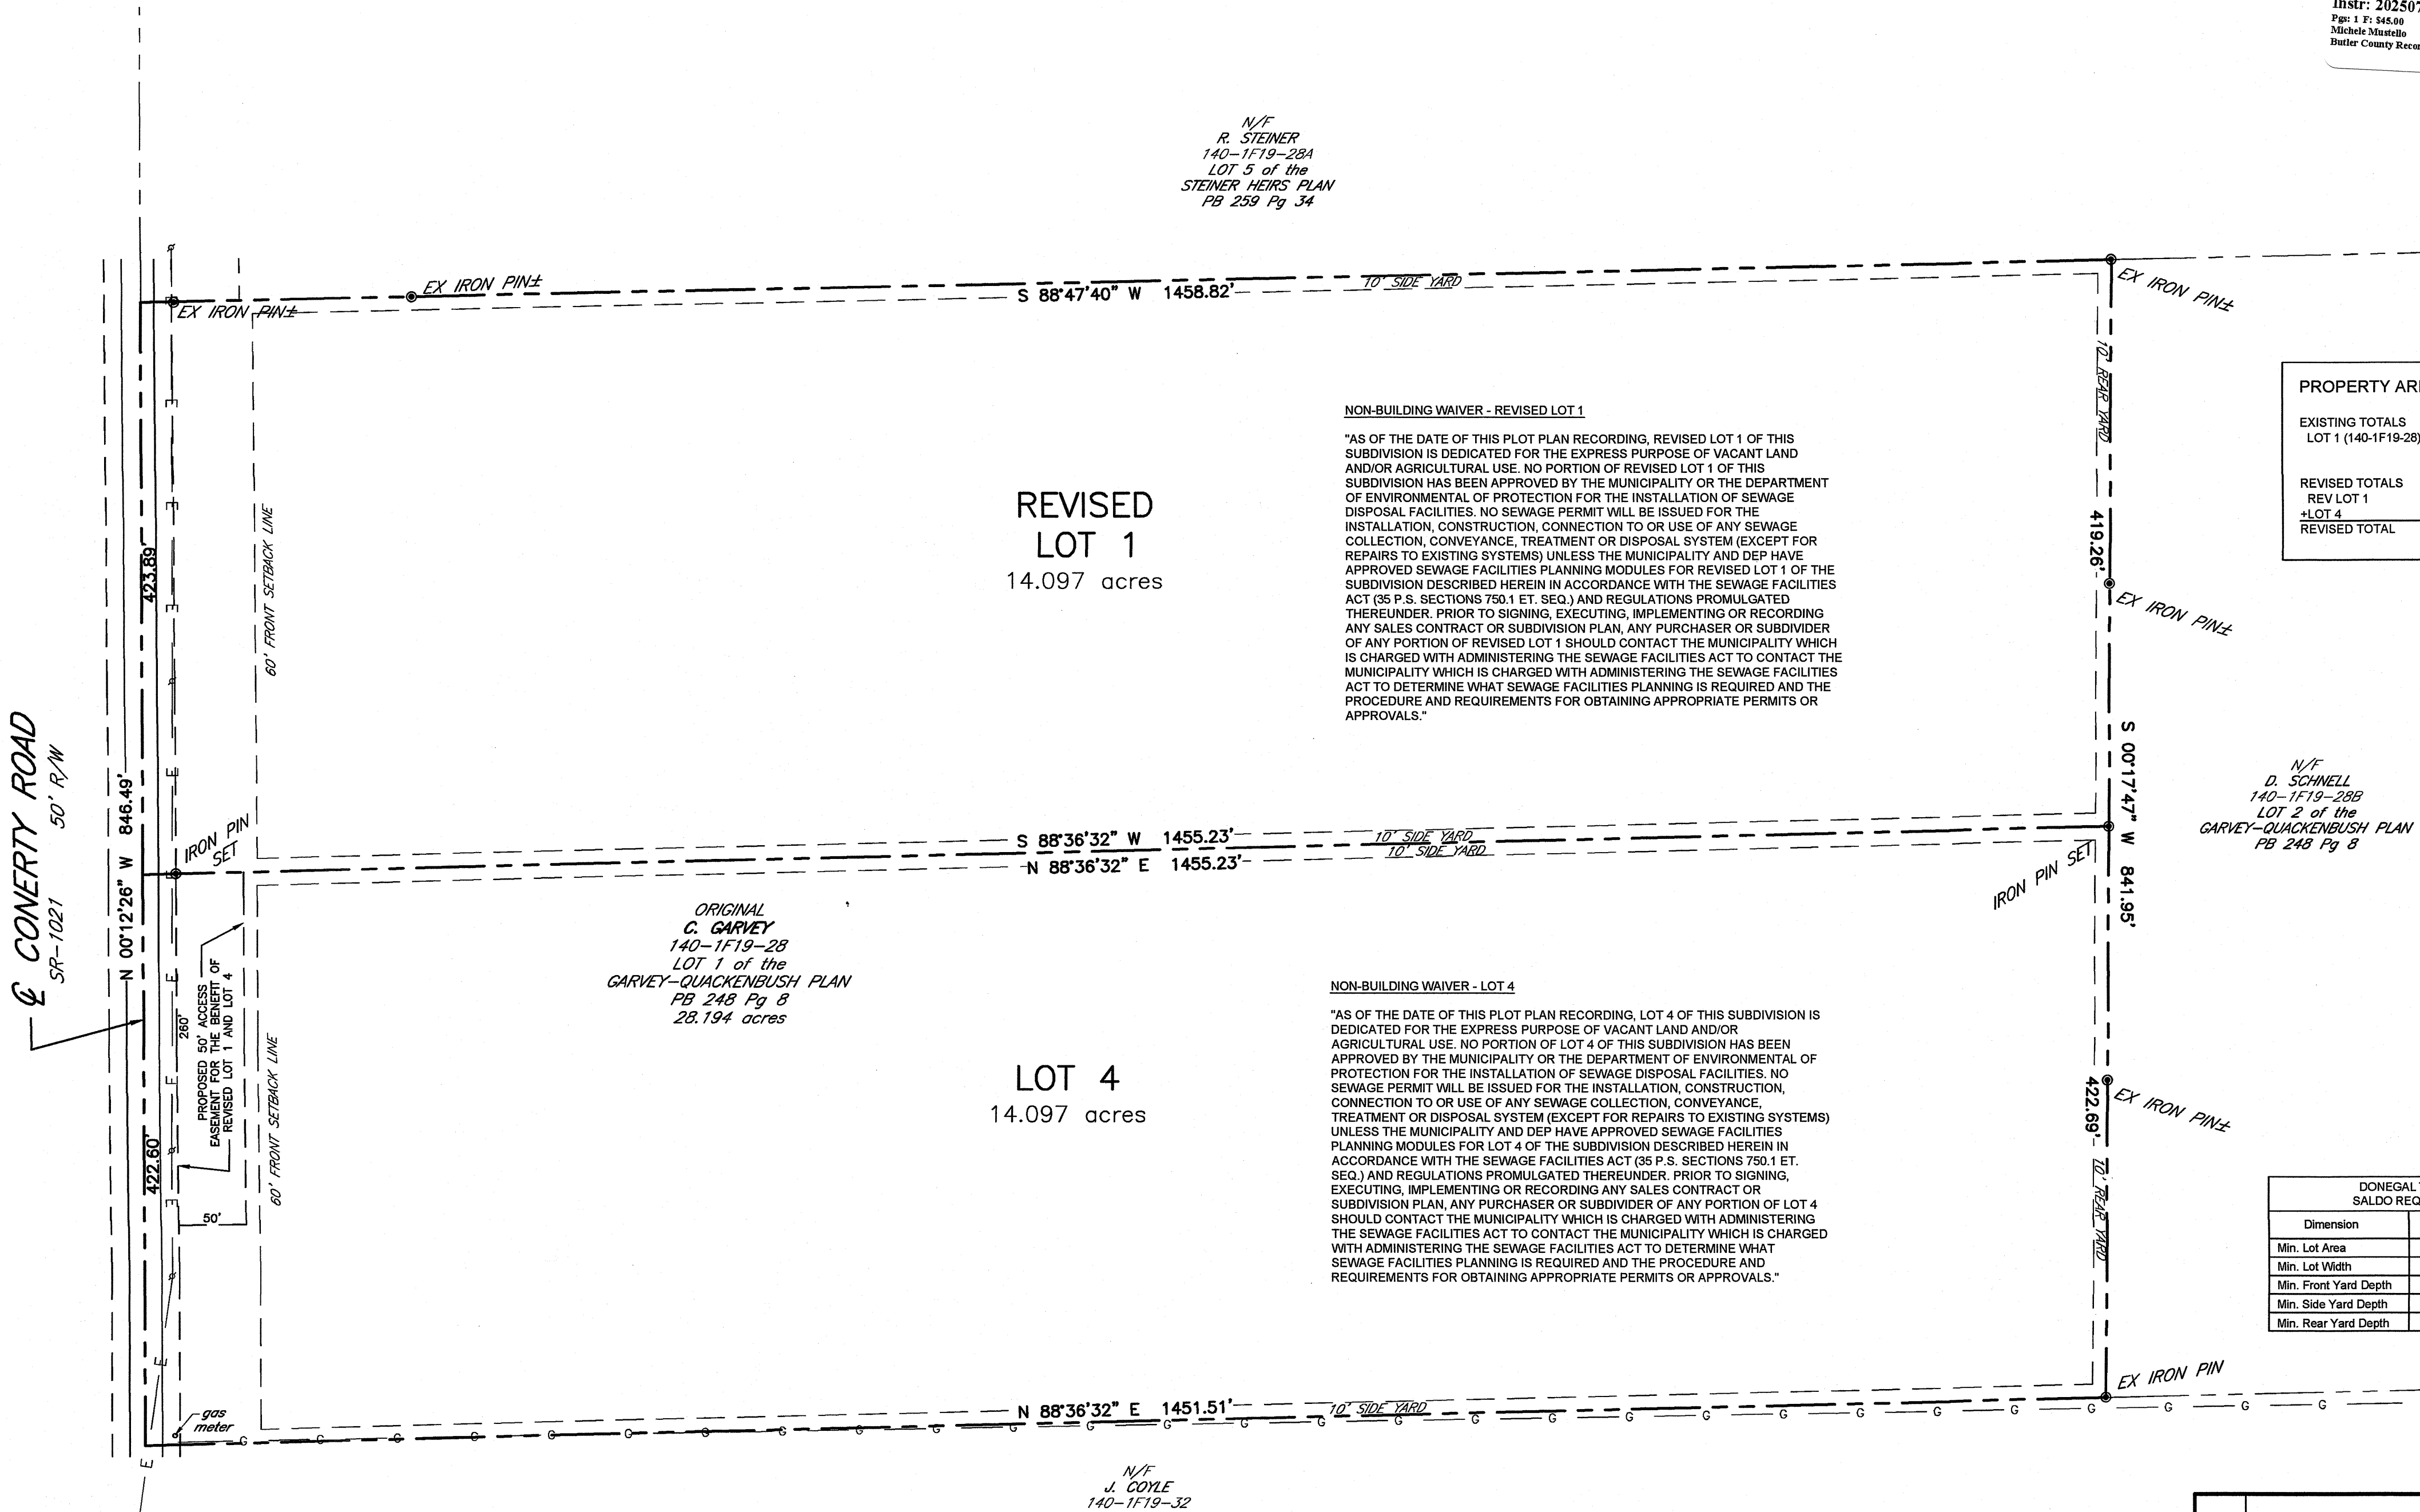 Instr: 202507
Pgs: 1 F: $45.00
Michele Mustello
Butler County Recor
N/F
R. STEINER
140-1F19-28A
LOT 5 of the
STEINER HEIRS PLAN
PB 259 Pg 34
EX IRON PIN±
EX IRON PIN±
S 88°47'40" W 1458.82'
10' SIDE YARD
EX IRON PIN±
10' REAR YARD
419.26'
EX IRON PIN±
PROPERTY ARE
EXISTING TOTALS
LOT 1 (140-1F19-28)
REVISED TOTALS
REV LOT 1
+LOT 4
REVISED TOTAL
423.89'
60' FRONT SETBACK LINE
REVISED
LOT 1
14.097 acres
NON-BUILDING WAIVER - REVISED LOT 1
"AS OF THE DATE OF THIS PLOT PLAN RECORDING, REVISED LOT 1 OF THIS
SUBDIVISION IS DEDICATED FOR THE EXPRESS PURPOSE OF VACANT LAND
AND/OR AGRICULTURAL USE. NO PORTION OF REVISED LOT 1 OF THIS
SUBDIVISION HAS BEEN APPROVED BY THE MUNICIPALITY OR THE DEPARTMENT
OF ENVIRONMENTAL OF PROTECTION FOR THE INSTALLATION OF SEWAGE
DISPOSAL FACILITIES. NO SEWAGE PERMIT WILL BE ISSUED FOR THE
INSTALLATION, CONSTRUCTION, CONNECTION TO OR USE OF ANY SEWAGE
COLLECTION, CONVEYANCE, TREATMENT OR DISPOSAL SYSTEM (EXCEPT FOR
REPAIRS TO EXISTING SYSTEMS) UNLESS THE MUNICIPALITY AND DEP HAVE
APPROVED SEWAGE FACILITIES PLANNING MODULES FOR REVISED LOT 1 OF THE
SUBDIVISION DESCRIBED HEREIN IN ACCORDANCE WITH THE SEWAGE FACILITIES
ACT (35 P.S. SECTIONS 750.1 ET. SEQ.) AND REGULATIONS PROMULGATED
THEREUNDER. PRIOR TO SIGNING, EXECUTING, IMPLEMENTING OR RECORDING
ANY SALES CONTRACT OR SUBDIVISION PLAN, ANY PURCHASER OR SUBDIVIDER
OF ANY PORTION OF REVISED LOT 1 SHOULD CONTACT THE MUNICIPALITY WHICH
IS CHARGED WITH ADMINISTERING THE SEWAGE FACILITIES ACT TO CONTACT THE
MUNICIPALITY WHICH IS CHARGED WITH ADMINISTERING THE SEWAGE FACILITIES
ACT TO DETERMINE WHAT SEWAGE FACILITIES PLANNING IS REQUIRED AND THE
PROCEDURE AND REQUIREMENTS FOR OBTAINING APPROPRIATE PERMITS OR
APPROVALS."
℄ CONERTY ROAD
SR-1021 50' R/W
N 00°12'26" W 846.49'
IRON PIN
SET
S 88°36'32" W 1455.23'
10' SIDE YARD
N 88°36'32" E 1455.23'
10' SIDE YARD
IRON PIN SET
S 00°17'47" W 841.95'
N/F
D. SCHNELL
140-1F19-28B
LOT 2 of the
GARVEY-QUACKENBUSH PLAN
PB 248 Pg 8
ORIGINAL
C. GARVEY
140-1F19-28
LOT 1 of the
GARVEY-QUACKENBUSH PLAN
PB 248 Pg 8
28.194 acres
260'
PROPOSED 50' ACCESS
EASEMENT FOR THE BENEFIT OF
REVISED LOT 1 AND LOT 4
50'
422.60'
60' FRONT SETBACK LINE
LOT 4
14.097 acres
NON-BUILDING WAIVER - LOT 4
"AS OF THE DATE OF THIS PLOT PLAN RECORDING, LOT 4 OF THIS SUBDIVISION IS
DEDICATED FOR THE EXPRESS PURPOSE OF VACANT LAND AND/OR
AGRICULTURAL USE. NO PORTION OF LOT 4 OF THIS SUBDIVISION HAS BEEN
APPROVED BY THE MUNICIPALITY OR THE DEPARTMENT OF ENVIRONMENTAL OF
PROTECTION FOR THE INSTALLATION OF SEWAGE DISPOSAL FACILITIES. NO
SEWAGE PERMIT WILL BE ISSUED FOR THE INSTALLATION, CONSTRUCTION,
CONNECTION TO OR USE OF ANY SEWAGE COLLECTION, CONVEYANCE,
TREATMENT OR DISPOSAL SYSTEM (EXCEPT FOR REPAIRS TO EXISTING SYSTEMS)
UNLESS THE MUNICIPALITY AND DEP HAVE APPROVED SEWAGE FACILITIES
PLANNING MODULES FOR LOT 4 OF THE SUBDIVISION DESCRIBED HEREIN IN
ACCORDANCE WITH THE SEWAGE FACILITIES ACT (35 P.S. SECTIONS 750.1 ET.
SEQ.) AND REGULATIONS PROMULGATED THEREUNDER. PRIOR TO SIGNING,
EXECUTING, IMPLEMENTING OR RECORDING ANY SALES CONTRACT OR
SUBDIVISION PLAN, ANY PURCHASER OR SUBDIVIDER OF ANY PORTION OF LOT 4
SHOULD CONTACT THE MUNICIPALITY WHICH IS CHARGED WITH ADMINISTERING
THE SEWAGE FACILITIES ACT TO CONTACT THE MUNICIPALITY WHICH IS CHARGED
WITH ADMINISTERING THE SEWAGE FACILITIES ACT TO DETERMINE WHAT
SEWAGE FACILITIES PLANNING IS REQUIRED AND THE PROCEDURE AND
REQUIREMENTS FOR OBTAINING APPROPRIATE PERMITS OR APPROVALS."
422.69'
EX IRON PIN±
10' REAR YARD
DONEGAL
SALDO REQ
Dimension
Min. Lot Area
Min. Lot Width
Min. Front Yard Depth
Min. Side Yard Depth
Min. Rear Yard Depth
EX IRON PIN
gas
meter
N 88°36'32" E 1451.51'
10' SIDE YARD
N/F
J. COYLE
140-1F19-32